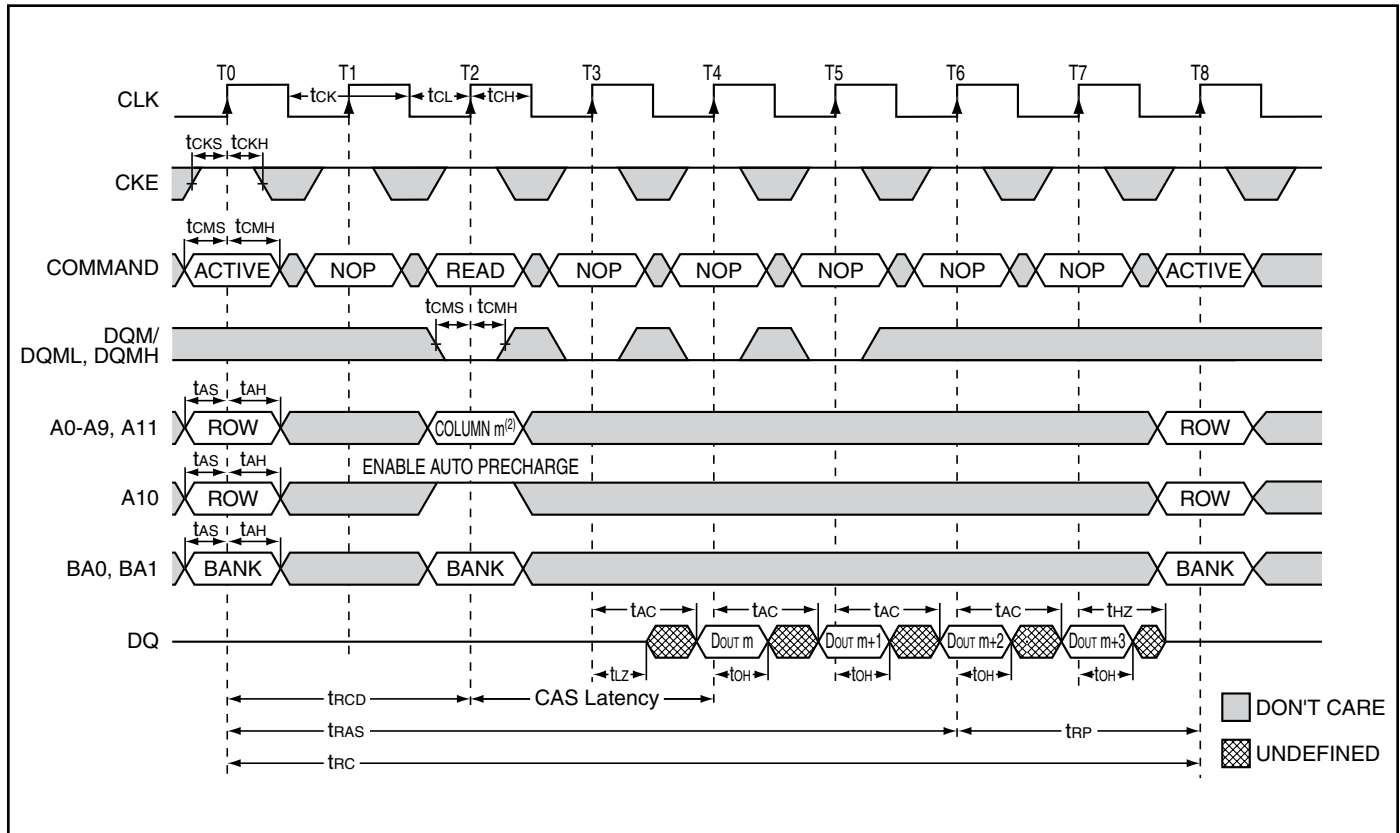 T0 T1 T2 T3 T4 T5 T6 T7 T8
CLK tCK tCL tCH
tCKS tCKH
CKE
tCMS tCMH
COMMAND ACTIVE NOP READ NOP NOP NOP NOP NOP ACTIVE
tCMS tCMH
DQM/
DQML, DQMH
tAS tAH
A0-A9, A11 ROW COLUMN m(2) ROW
tAS tAH ENABLE AUTO PRECHARGE
A10 ROW ROW
tAS tAH
BA0, BA1 BANK BANK BANK
tAC tAC tAC tAC tHZ
DQ DOUT m DOUT m+1 DOUT m+2 DOUT m+3
tLZ tOH tOH tOH tOH
tRCD CAS Latency
DON'T CARE
tRAS tRP
UNDEFINED
tRC